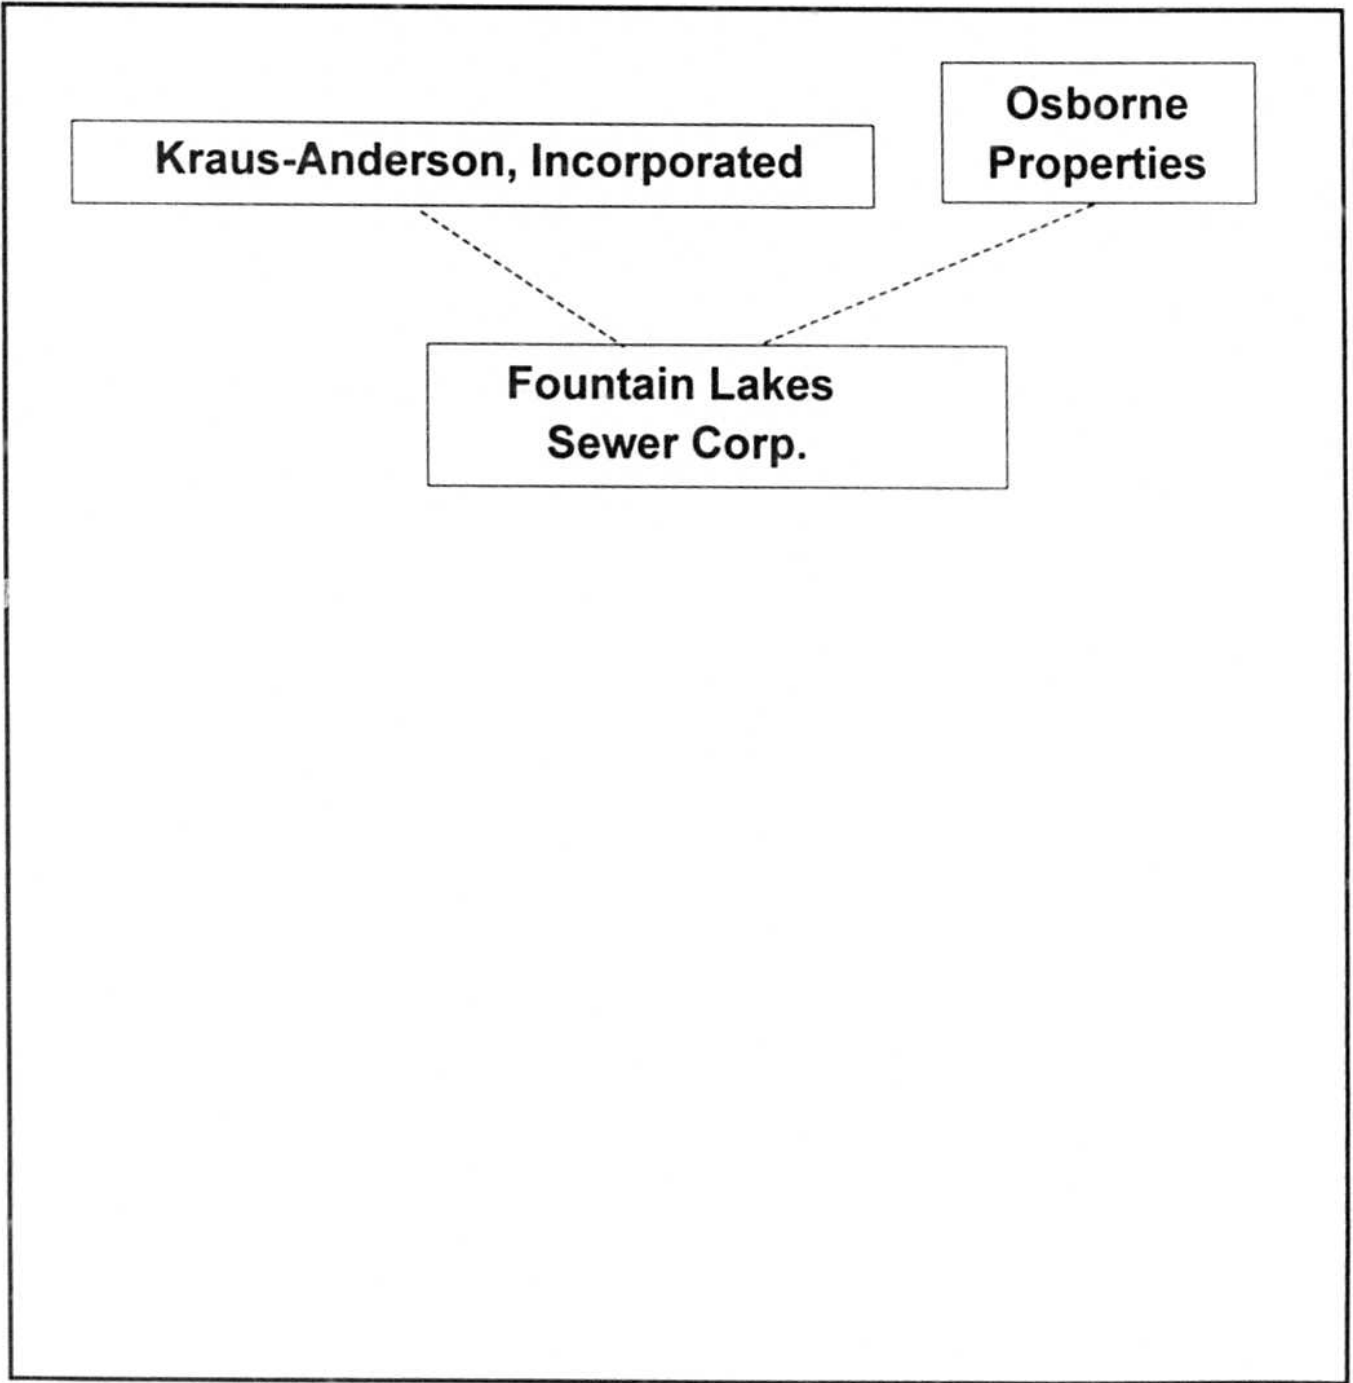 Osborne
Properties
Kraus-Anderson, Incorporated
Fountain Lakes
Sewer Corp.